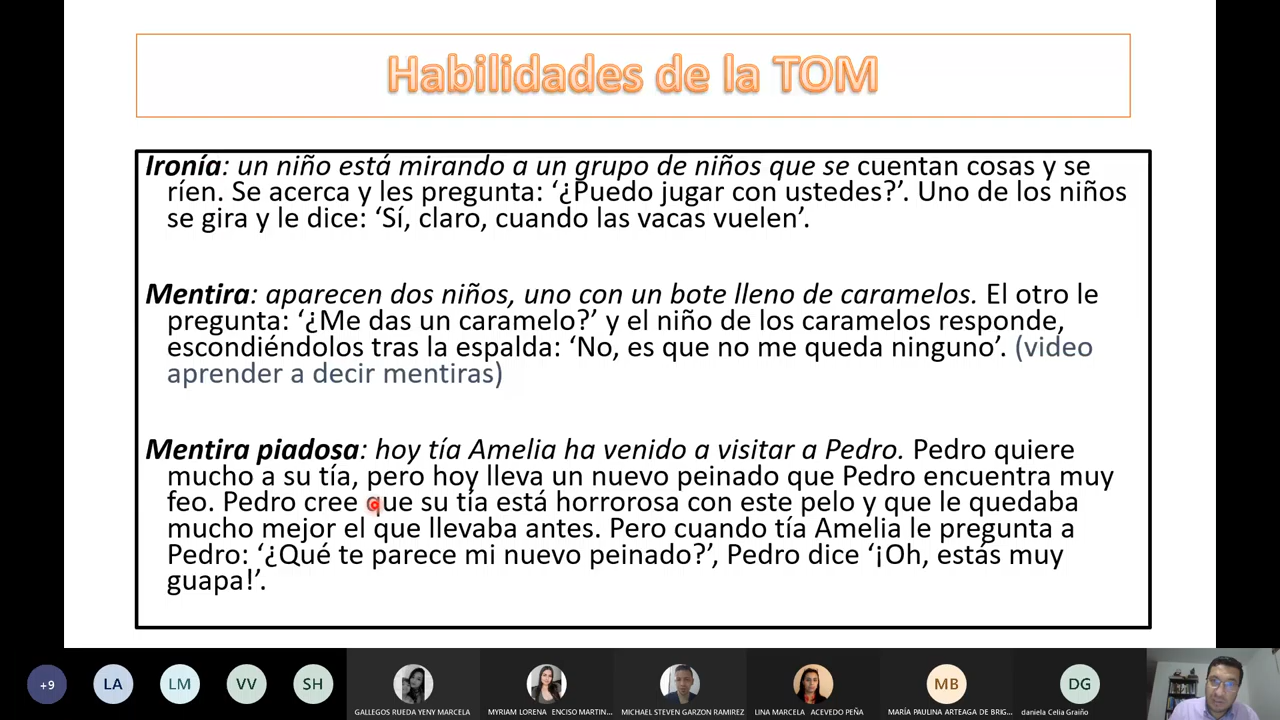 Habilidades de la TOM
Ironía: un niño está mirando a un grupo de niños que se cuentan cosas y se
ríen. Se acerca y les pregunta: ‘¿Puedo jugar con ustedes?’. Uno de los niños
se gira y le dice: ‘Sí, claro, cuando las vacas vuelen’.
Mentira: aparecen dos niños, uno con un bote lleno de caramelos. El otro le
pregunta: ‘¿Me das un caramelo?’ y el niño de los caramelos responde,
escondiéndolos tras la espalda: ‘No, es que no me queda ninguno’. (video
aprender a decir mentiras)
Mentira piadosa: hoy tía Amelia ha venido a visitar a Pedro. Pedro quiere
mucho a su tía, pero hoy lleva un nuevo peinado que Pedro encuentra muy
feo. Pedro cree que su tía está horrorosa con este pelo y que le quedaba
mucho mejor el que llevaba antes. Pero cuando tía Amelia le pregunta a
Pedro: ‘¿Qué te parece mi nuevo peinado?’, Pedro dice ‘¡Oh, estás muy
guapa!’.
+9 LA LM VV SH MB DG
GALLEGOS RUEDA YENY MARCELA MYRIAM LORENA ENCISO MARTIN... MICHAEL STEVEN GARZON RAMIREZ LINA MARCELA ACEVEDO PEÑA MARÍA PAULINA ARTEAGA DE BRIG... daniela Celia Graiño